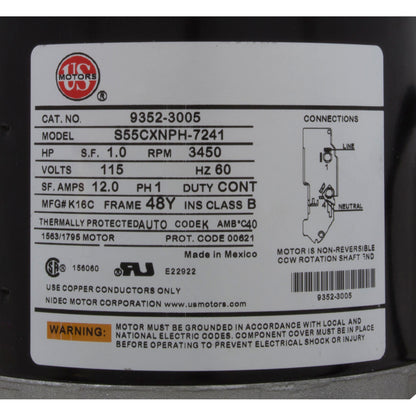 US
MOTORS
®
CAT. NO. 9352-3005
MODEL S55CXNPH-7241
HP S.F. 1.0 RPM 3450
VOLTS 115 HZ 60
SF. AMPS 12.0 PH 1 DUTY CONT
MFG# K16C FRAME 48Y INS CLASS B
THERMALLY PROTECTED AUTO CODE K AMB°C 40
1563/1795 MOTOR PROT. CODE 00621
Made in Mexico
156060 E22922
USE COPPER CONDUCTORS ONLY
NIDEC MOTOR CORPORATION www.usmotors.com
CONNECTIONS
LINE
NEUTRAL
MOTOR IS NON-REVERSIBLE
CCW ROTATION SHAFT END
9352-3005
WARNING: MOTOR MUST BE GROUNDED IN ACCORDANCE WITH LOCAL AND
NATIONAL ELECTRIC CODES. COMPONENT COVER MUST BE IN PLACE
BEFORE OPERATING TO PREVENT ELECTRICAL SHOCK OR INJURY